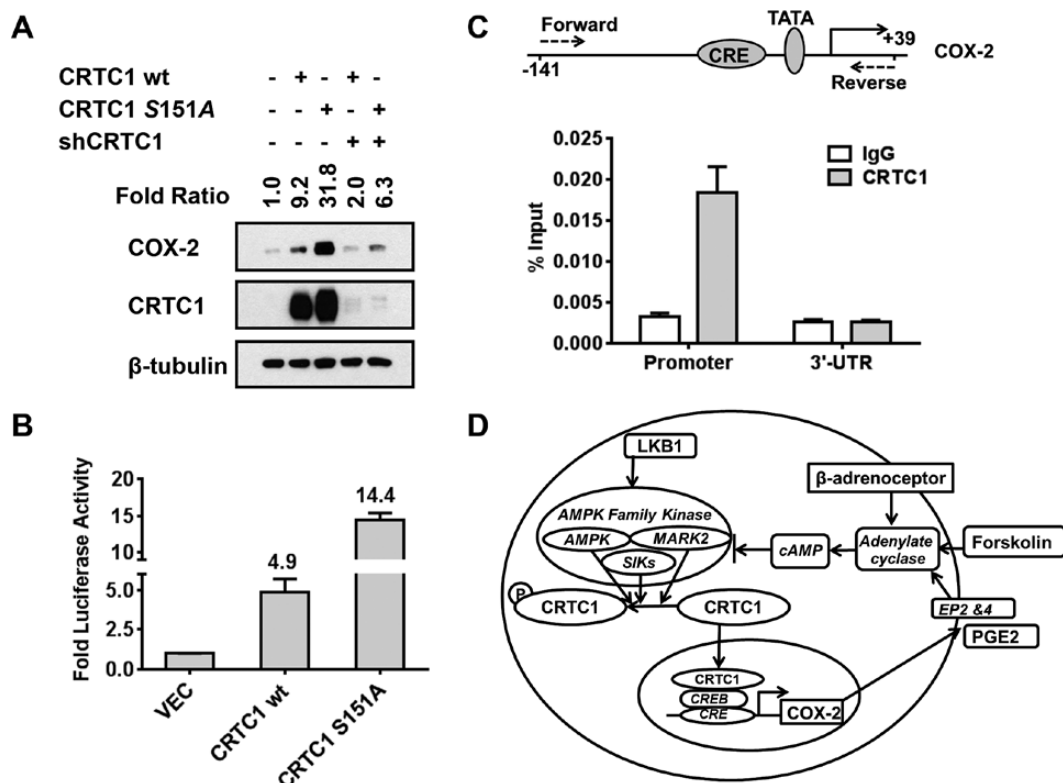 A
CRTC1 wt - + - + -
CRTC1 S151A - - + - +
shCRTC1 - - - + +
Fold Ratio 1.0 9.2 31.8 2.0 6.3
COX-2
CRTC1
β-tubulin
B
Fold Luciferase Activity
20
15
10
5.0
2.5
0.0
4.9
14.4
VEC
CRTC1 wt
CRTC1 S151A
C
Forward
TATA
CRE
+39
COX-2
-141
Reverse
IgG
CRTC1
% Input
0.025
0.020
0.015
0.010
0.005
0.000
Promoter
3'-UTR
D
LKB1
β-adrenoceptor
AMPK Family Kinase
AMPK
MARK2
SIKs
cAMP
Adenylate
cyclase
Forskolin
P
CRTC1
CRTC1
EP2 &4
PGE2
CRTC1
CREB
CRE
COX-2